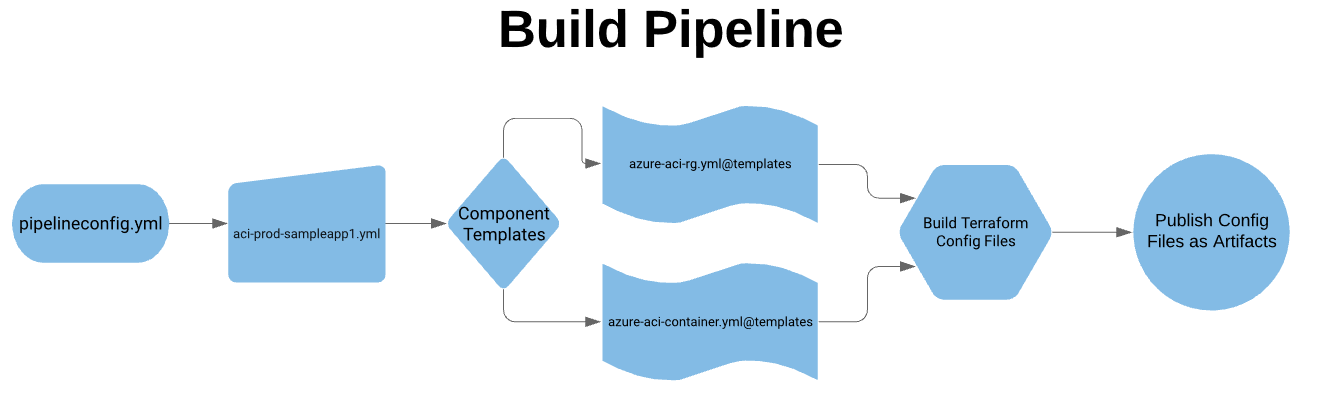 Build Pipeline
pipelineconfig.yml
aci-prod-sampleapp1.yml
Component
Templates
azure-aci-rg.yml@templates
azure-aci-container.yml@templates
Build Terraform
Config Files
Publish Config
Files as Artifacts